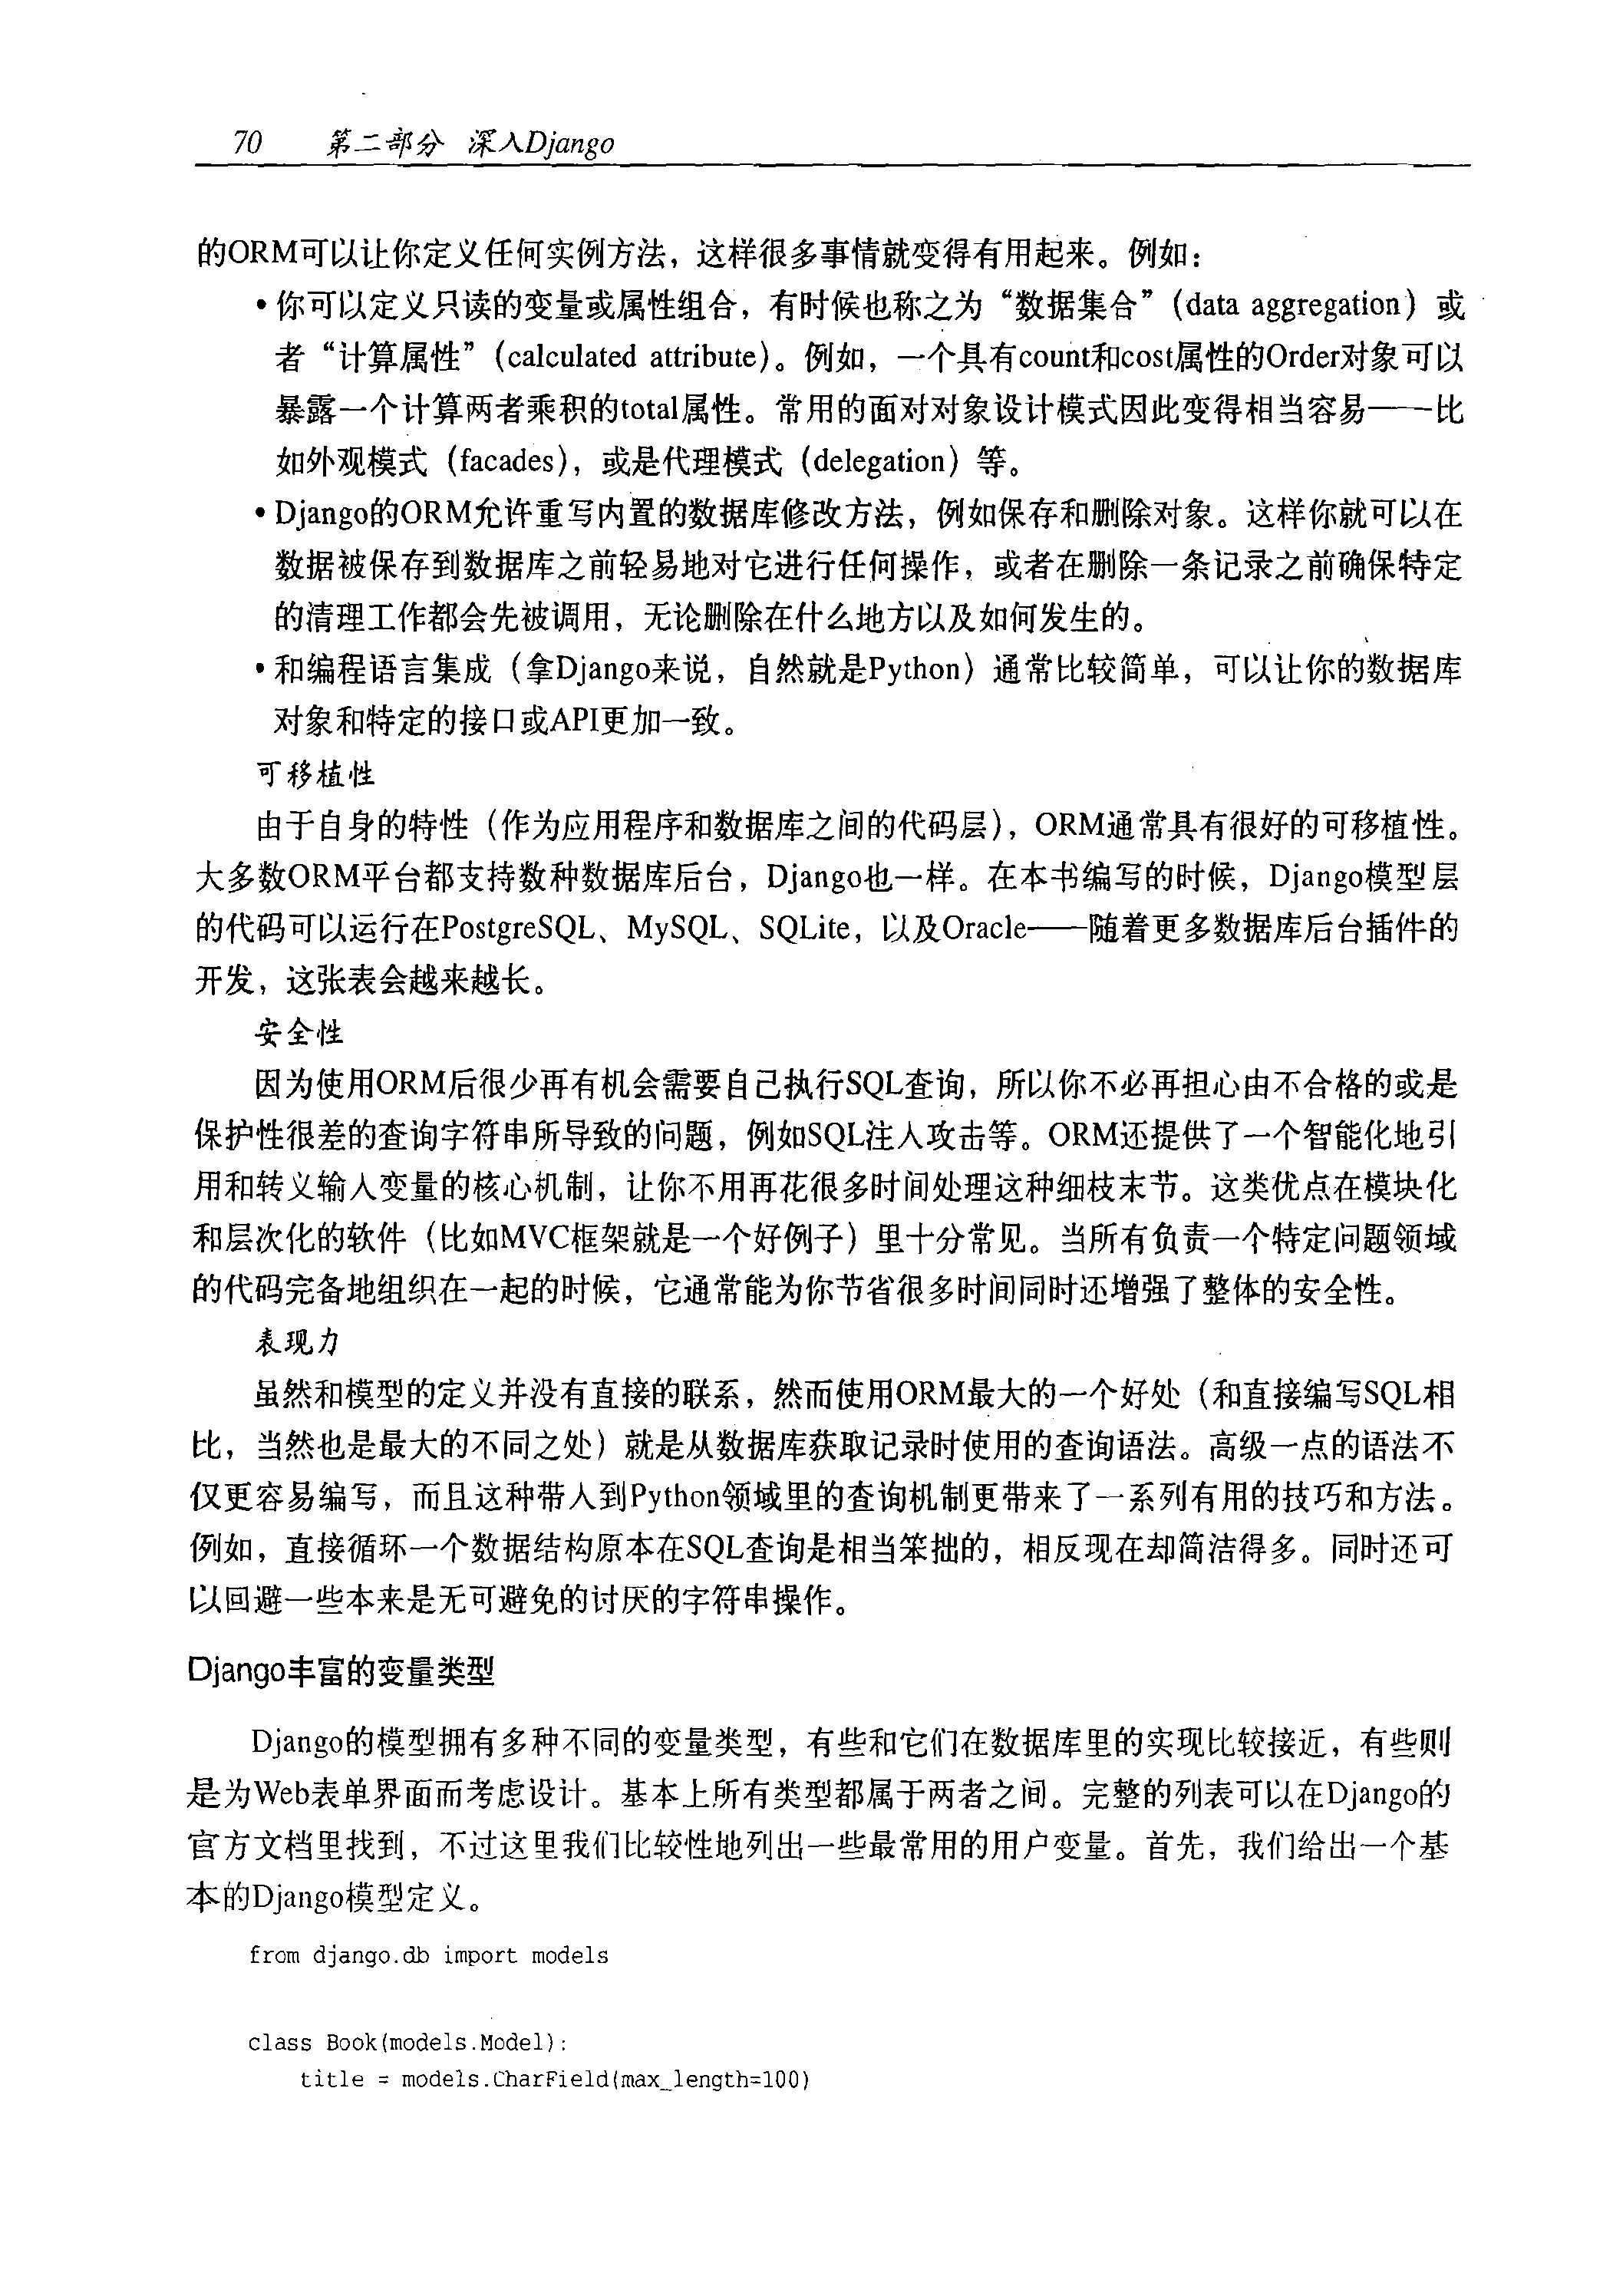 70 第二部分 深入Django
的ORM可以让你定义任何实例方法，这样很多事情就变得有用起来。例如：
•你可以定义只读的变量或属性组合，有时候也称之为“数据集合”（data aggregation）或
者“计算属性”（calculated attribute）。例如，一个具有count和cost属性的Order对象可以
暴露一个计算两者乘积的total属性。常用的面对对象设计模式因此变得相当容易——比
如外观模式（facades），或是代理模式（delegation）等。
•Django的ORM允许重写内置的数据库修改方法，例如保存和删除对象。这样你就可以在
数据被保存到数据库之前轻易地对它进行任何操作，或者在删除一条记录之前确保特定
的清理工作都会先被调用，无论删除在什么地方以及如何发生的。
•和编程语言集成（拿Django来说，自然就是Python）通常比较简单，可以让你的数据库
对象和特定的接口或API更加一致。
可移植性
由于自身的特性（作为应用程序和数据库之间的代码层），ORM通常具有很好的可移植性。
大多数ORM平台都支持数种数据库后台，Django也一样。在本书编写的时候，Django模型层
的代码可以运行在PostgreSQL、MySQL、SQLite，以及Oracle——随着更多数据库后台插件的
开发，这张表会越来越长。
安全性
因为使用ORM后很少再有机会需要自己执行SQL查询，所以你不必再担心由不合格的或是
保护性很差的查询字符串所导致的问题，例如SQL注入攻击等。ORM还提供了一个智能化地引
用和转义输入变量的核心机制，让你不用再花很多时间处理这种细枝末节。这类优点在模块化
和层次化的软件（比如MVC框架就是一个好例子）里十分常见。当所有负责一个特定问题领域
的代码完备地组织在一起的时候，它通常能为你节省很多时间同时还增强了整体的安全性。
表现力
虽然和模型的定义并没有直接的联系，然而使用ORM最大的一个好处（和直接编写SQL相
比，当然也是最大的不同之处）就是从数据库获取记录时使用的查询语法。高级一点的语法不
仅更容易编写，而且这种带入到Python领域里的查询机制更带来了一系列有用的技巧和方法。
例如，直接循环一个数据结构原本在SQL查询是相当笨拙的，相反现在却简洁得多。同时还可
以回避一些本来是无可避免的讨厌的字符串操作。
Django丰富的变量类型
Django的模型拥有多种不同的变量类型，有些和它们在数据库里的实现比较接近，有些则
是为Web表单界面而考虑设计。基本上所有类型都属于两者之间。完整的列表可以在Django的
官方文档里找到，不过这里我们比较性地列出一些最常用的用户变量。首先，我们给出一个基
本的Django模型定义。
from django.db import models
class Book(models.Model):
title = models.CharField(max_length=100)